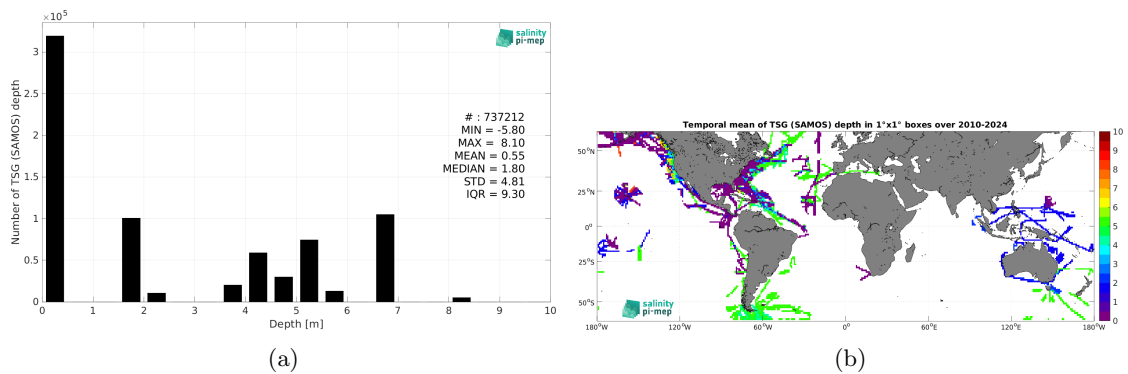 ×10⁵
3
2.5
2
1.5
1
0.5
0
0 1 2 3 4 5 6 7 8 9 10
Number of TSG (SAMOS) depth
Depth [m]
salinity
pi-mep
# : 737212
MIN = -5.80
MAX = 8.10
MEAN = 0.55
MEDIAN = 1.80
STD = 4.81
IQR = 9.30
(a)
Temporal mean of TSG (SAMOS) depth in 1°x1° boxes over 2010-2024
50°N
25°N
0°
25°S
50°S
180°W 120°W 60°W 0° 60°E 120°E 180°E
salinity
pi-mep
10
9
8
7
6
5
4
3
2
1
0
(b)